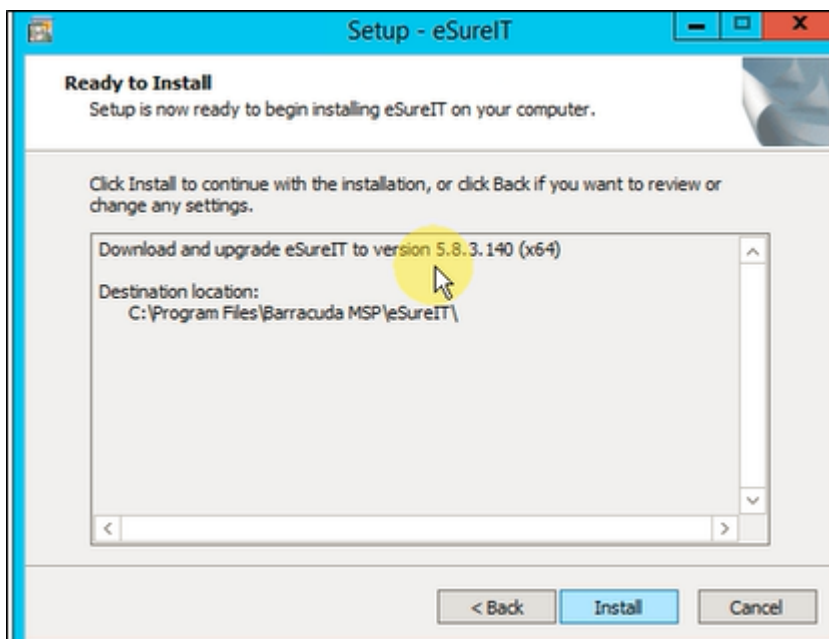 Setup - eSureIT
Ready to Install
Setup is now ready to begin installing eSureIT on your computer.
Click Install to continue with the installation, or click Back if you want to review or
change any settings.
Download and upgrade eSureIT to version 5.8.3.140 (x64)
Destination location:
C:\Program Files\Barracuda MSP\eSureIT\
< Back
Install
Cancel